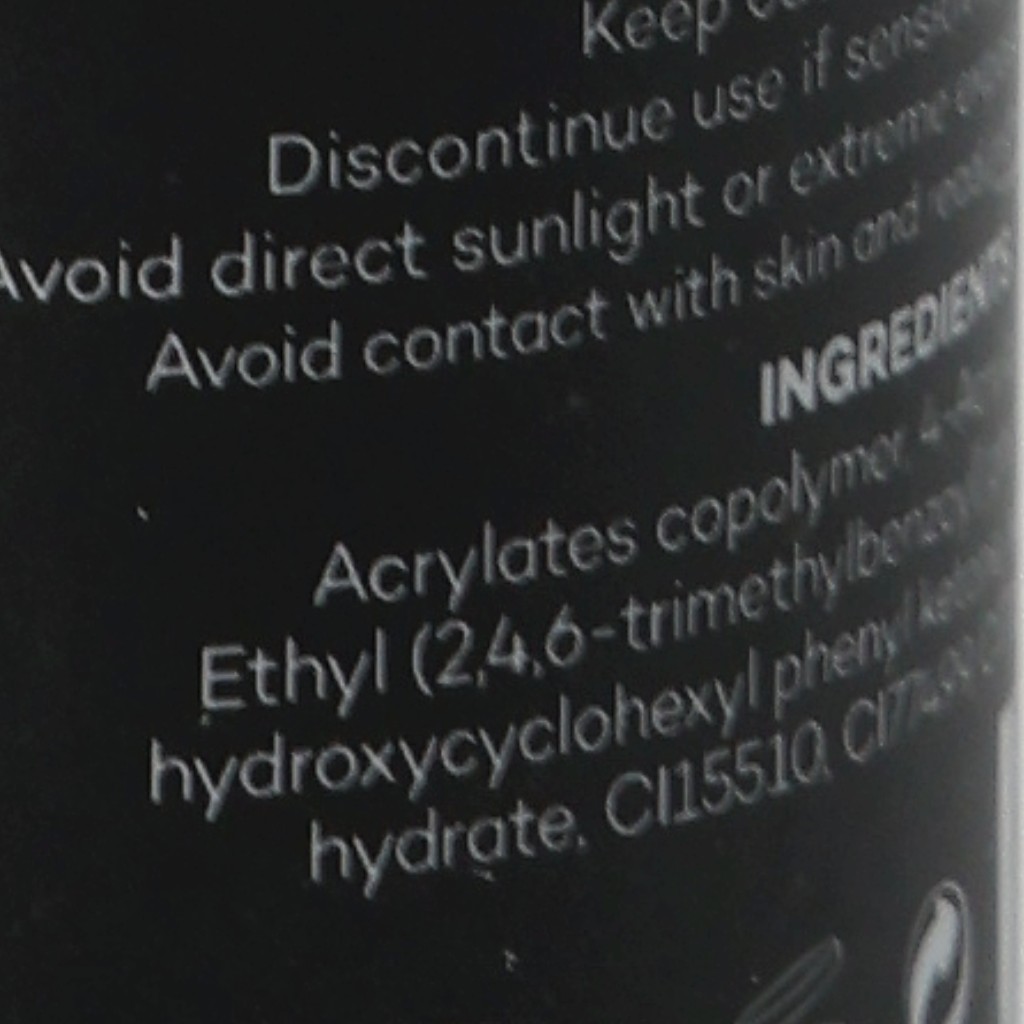 Keep
Discontinue use if
Avoid direct sunlight or extreme
Avoid contact with skin and
INGREDIENTS
Acrylates copolymer,
Ethyl (2,4,6-trimethylbenzoyl
hydroxycyclohexyl phenyl
hydrate, CI15510,